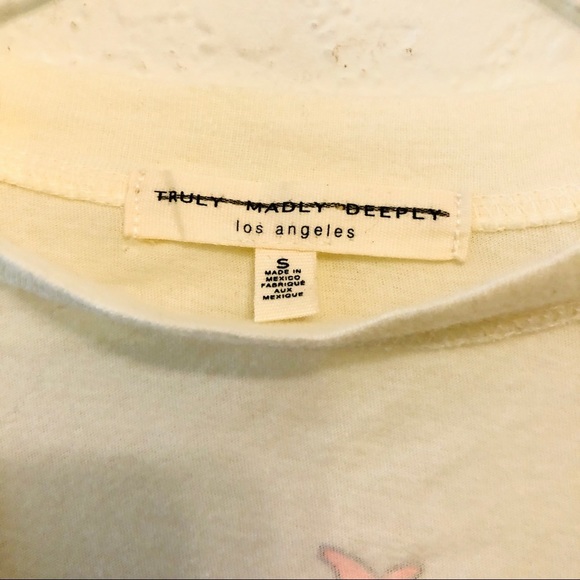 TRULY MADLY DEEPLY
los angeles
S
MADE IN
MEXICO
FABRIQUÉ
AUX
MEXIQUE